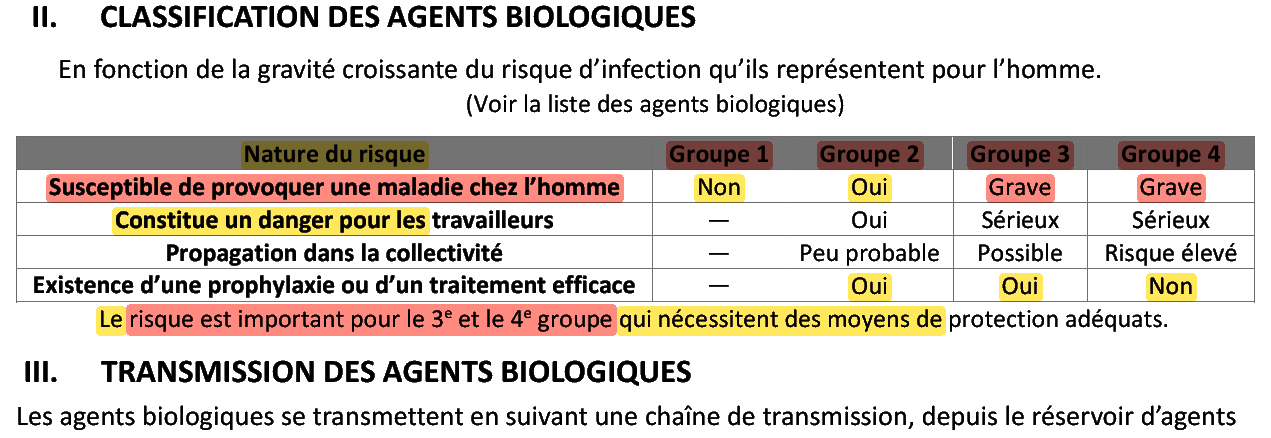 II. CLASSIFICATION DES AGENTS BIOLOGIQUES
En fonction de la gravité croissante du risque d’infection qu’ils représentent pour l’homme.
(Voir la liste des agents biologiques)
Nature du risque Groupe 1 Groupe 2 Groupe 3 Groupe 4
Susceptible de provoquer une maladie chez l’homme Non Oui Grave Grave
Constitue un danger pour les travailleurs — Oui Sérieux Sérieux
Propagation dans la collectivité — Peu probable Possible Risque élevé
Existence d’une prophylaxie ou d’un traitement efficace — Oui Oui Non
Le risque est important pour le 3e et le 4e groupe qui nécessitent des moyens de protection adéquats.
III. TRANSMISSION DES AGENTS BIOLOGIQUES
Les agents biologiques se transmettent en suivant une chaîne de transmission, depuis le réservoir d’agents